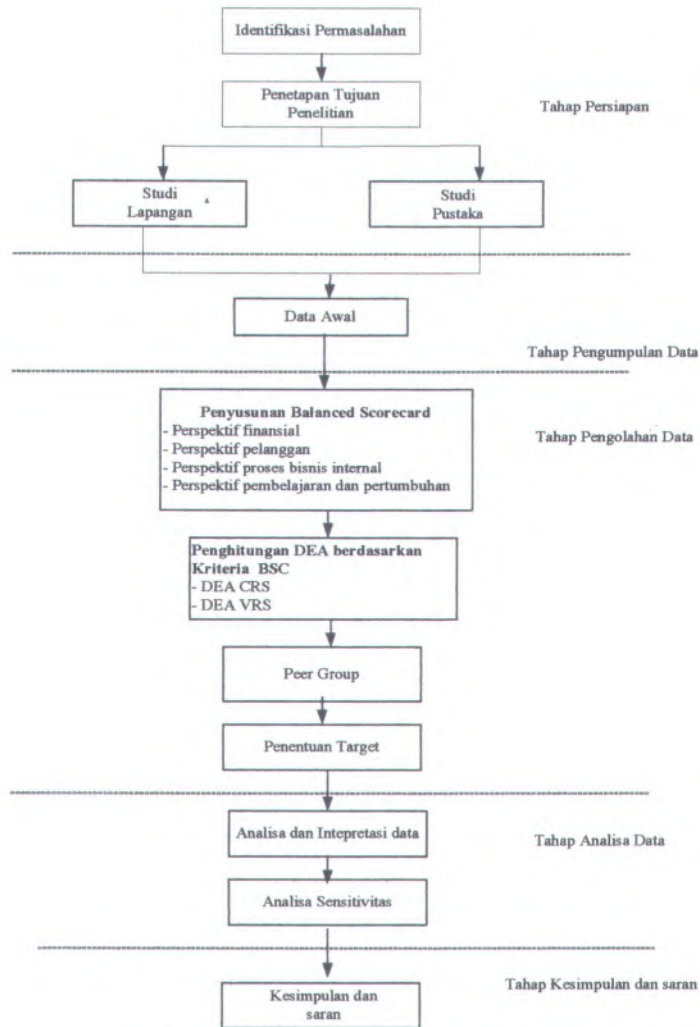 Identifikasi Permasalahan
Penetapan Tujuan
Penelitian
Tahap Persiapan
Studi
Lapangan
Studi
Pustaka
Data Awal
Tahap Pengumpulan Data
Penyusunan Balanced Scorecard
- Perspektif finansial
- Perspektif pelanggan
- Perspektif proses bisnis internal
- Perspektif pembelajaran dan pertumbuhan
Tahap Pengolahan Data
Penghitungan DEA berdasarkan
Kriteria BSC
- DEA CRS
- DEA VRS
Peer Group
Penentuan Target
Analisa dan Intepretasi data
Tahap Analisa Data
Analisa Sensitivitas
Tahap Kesimpulan dan saran
Kesimpulan dan
saran